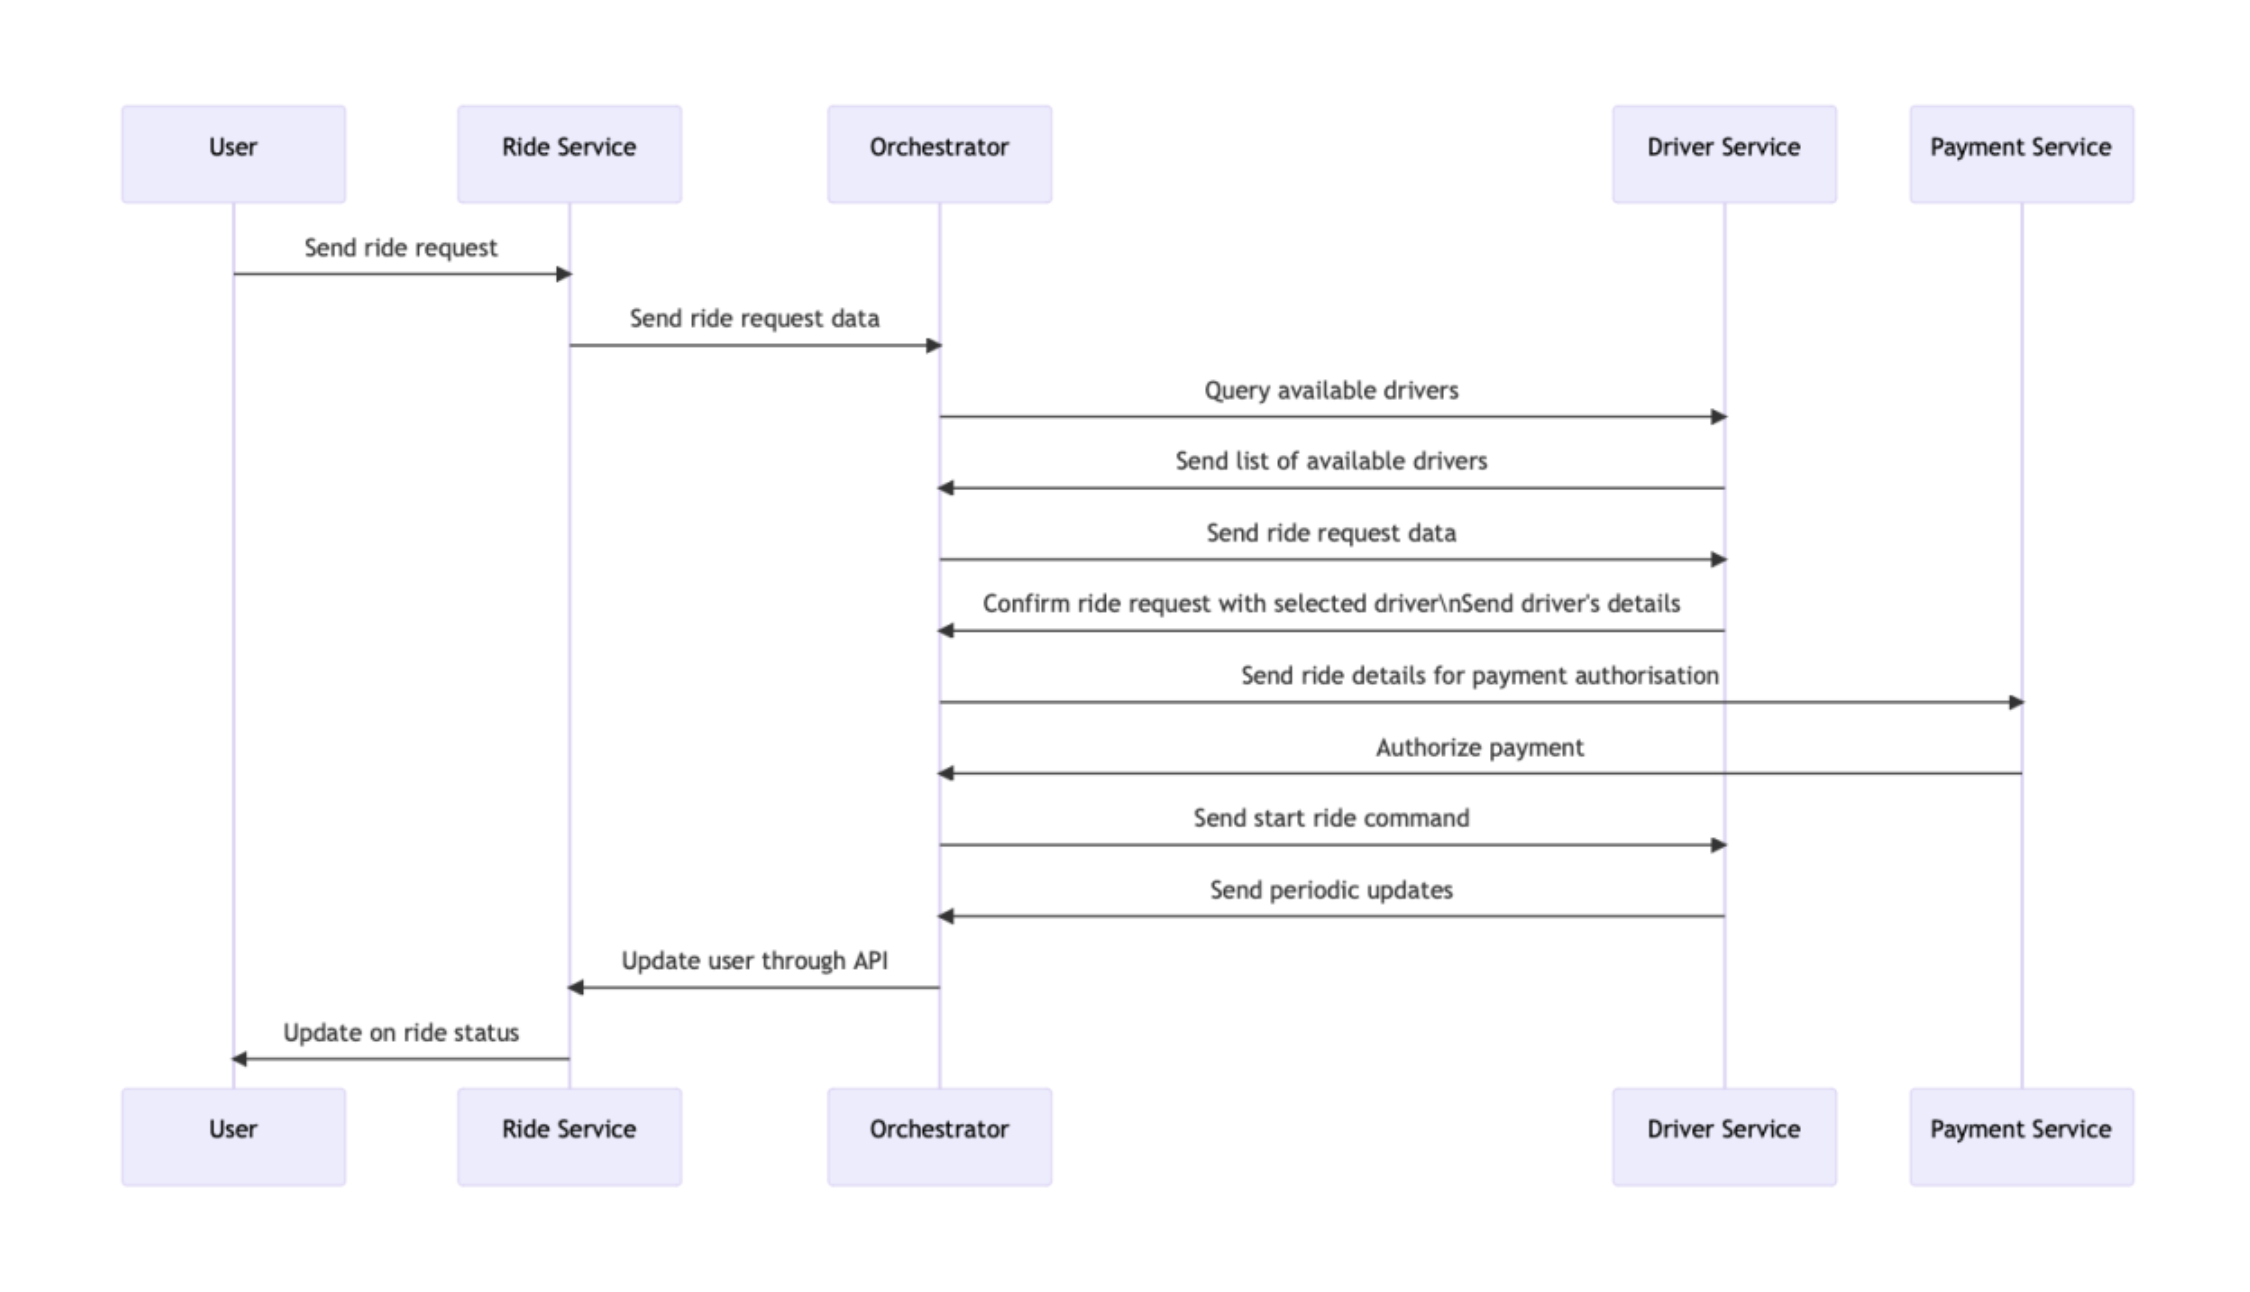 User
Ride Service
Orchestrator
Driver Service
Payment Service
Send ride request
Send ride request data
Query available drivers
Send list of available drivers
Send ride request data
Confirm ride request with selected driver\nSend driver's details
Send ride details for payment authorisation
Authorize payment
Send start ride command
Send periodic updates
Update user through API
Update on ride status
User
Ride Service
Orchestrator
Driver Service
Payment Service